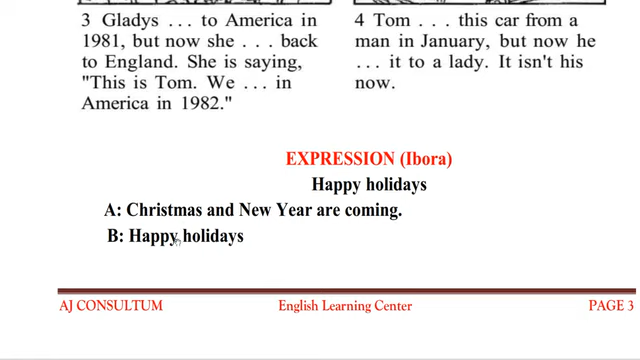 3 Gladys . . . to America in
1981, but now she . . . back
to England. She is saying,
"This is Tom. We . . . in
America in 1982."
4 Tom . . . this car from a
man in January, but now he
. . . it to a lady. It isn't his
now.
EXPRESSION (Ibora)
Happy holidays
A: Christmas and New Year are coming.
B: Happy holidays
AJ CONSULTUM English Learning Center PAGE 3